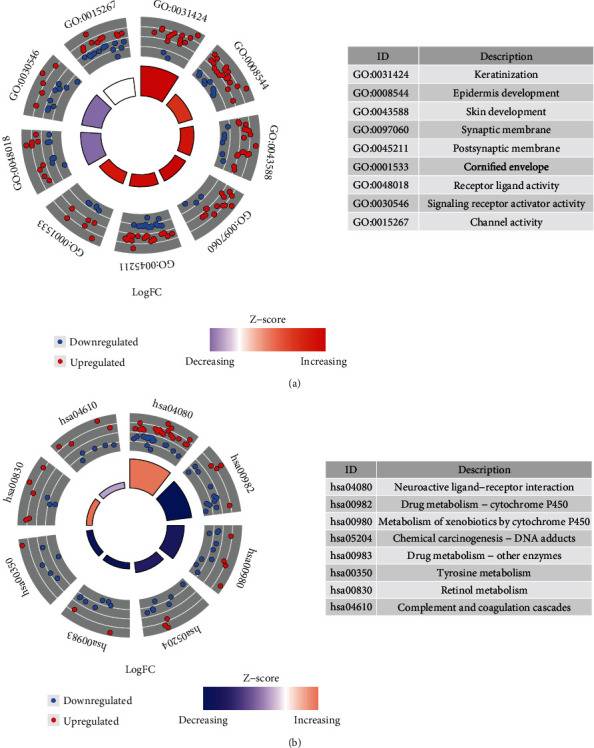 GO:0015267
GO:0031424
GO:0030546
GO:0008544
GO:0048018
GO:0043588
GO:0001533
GO:0097060
GO:0045211
LogFC
Downregulated
Upregulated
Z−score
Decreasing
Increasing
ID Description
GO:0031424 Keratinization
GO:0008544 Epidermis development
GO:0043588 Skin development
GO:0097060 Synaptic membrane
GO:0045211 Postsynaptic membrane
GO:0001533 Cornified envelope
GO:0048018 Receptor ligand activity
GO:0030546 Signaling receptor activator activity
GO:0015267 Channel activity
(a)
hsa04610
hsa04080
hsa00830
hsa00982
hsa00350
hsa00980
hsa00983
hsa05204
LogFC
Downregulated
Upregulated
Z−score
Decreasing
Increasing
ID Description
hsa04080 Neuroactive ligand−receptor interaction
hsa00982 Drug metabolism − cytochrome P450
hsa00980 Metabolism of xenobiotics by cytochrome P450
hsa05204 Chemical carcinogenesis − DNA adducts
hsa00983 Drug metabolism − other enzymes
hsa00350 Tyrosine metabolism
hsa00830 Retinol metabolism
hsa04610 Complement and coagulation cascades
(b)